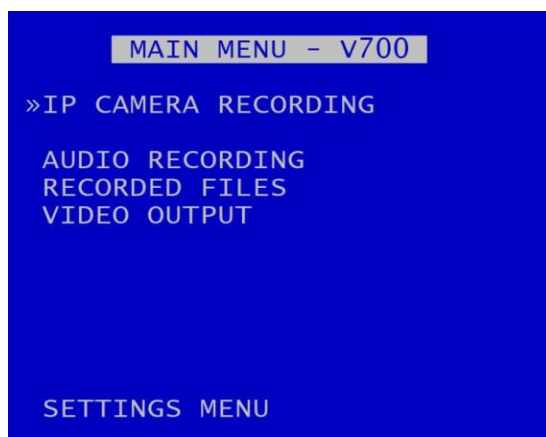 MAIN MENU - V700
»IP CAMERA RECORDING
AUDIO RECORDING
RECORDED FILES
VIDEO OUTPUT
SETTINGS MENU